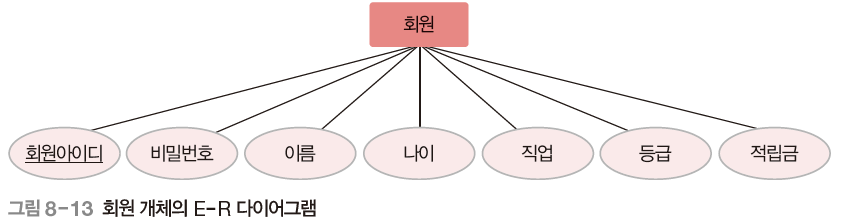 회원
회원아이디 비밀번호 이름 나이 직업 등급 적립금
그림 8-13 회원 개체의 E-R 다이어그램